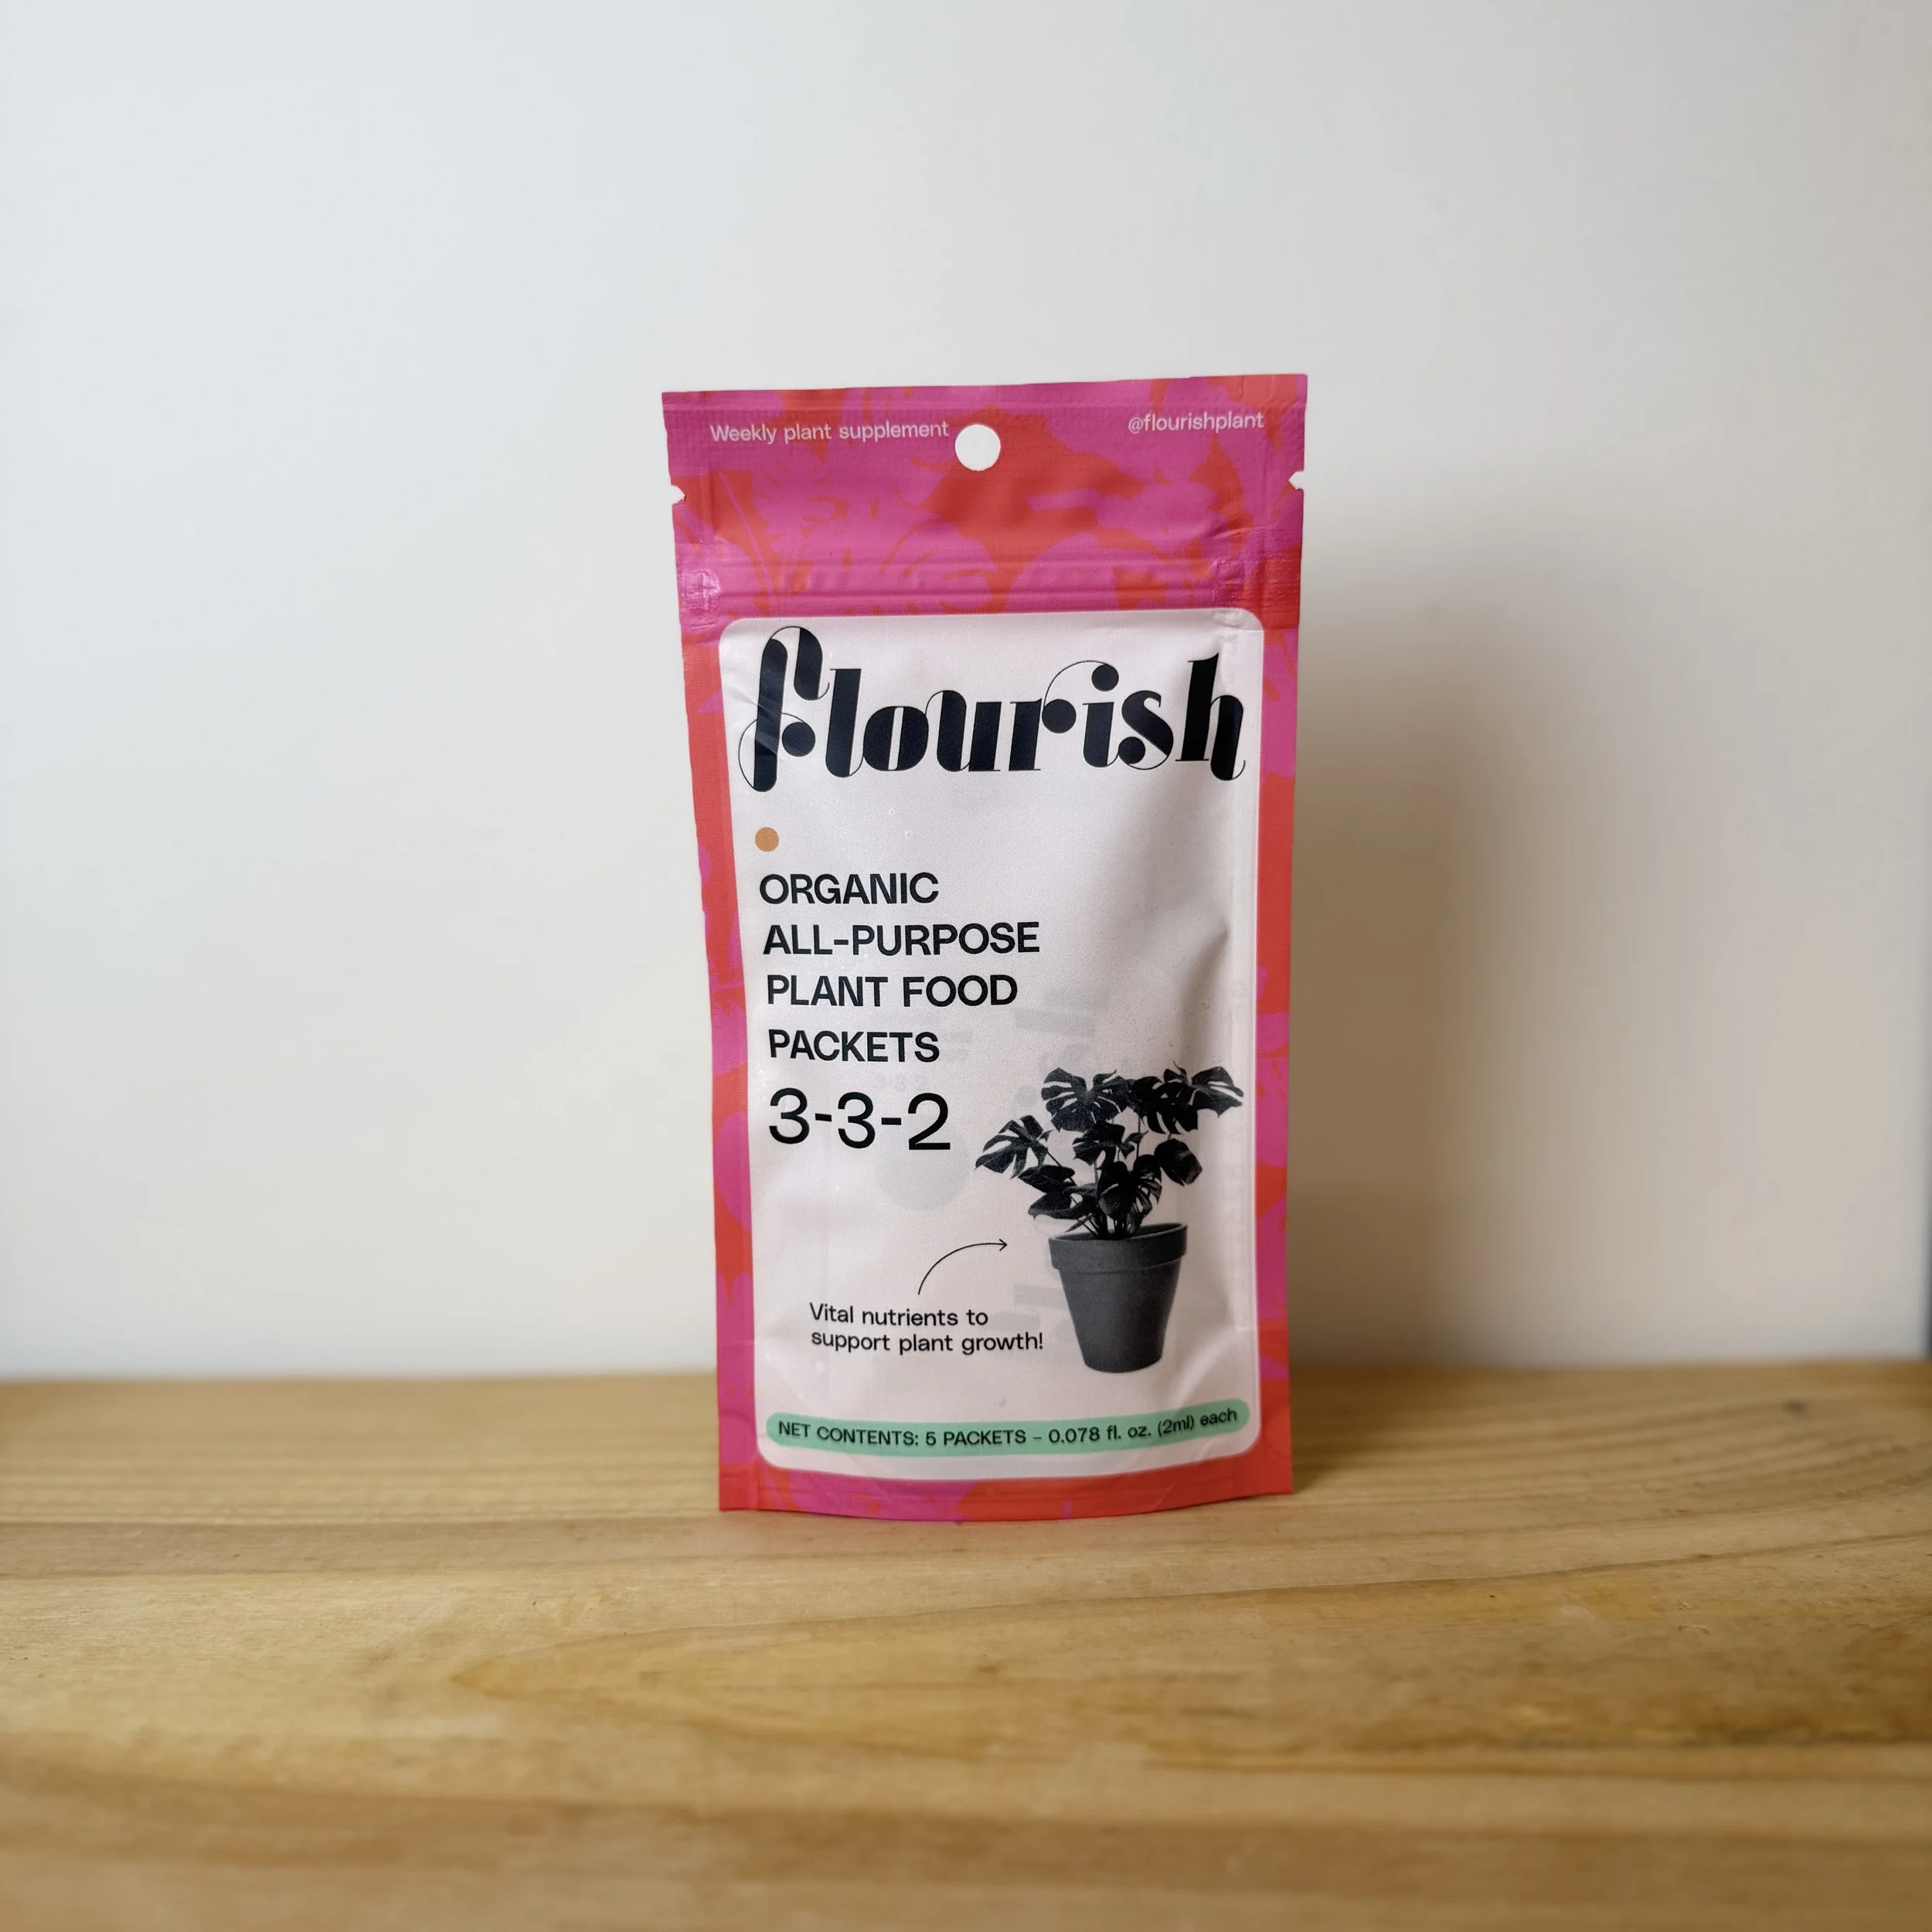 Weekly plant supplement
@flourishplant
flourish
ORGANIC
ALL-PURPOSE
PLANT FOOD
PACKETS
3-3-2
Vital nutrients to
support plant growth!
NET CONTENTS: 5 PACKETS – 0.078 fl. oz. (2ml) each